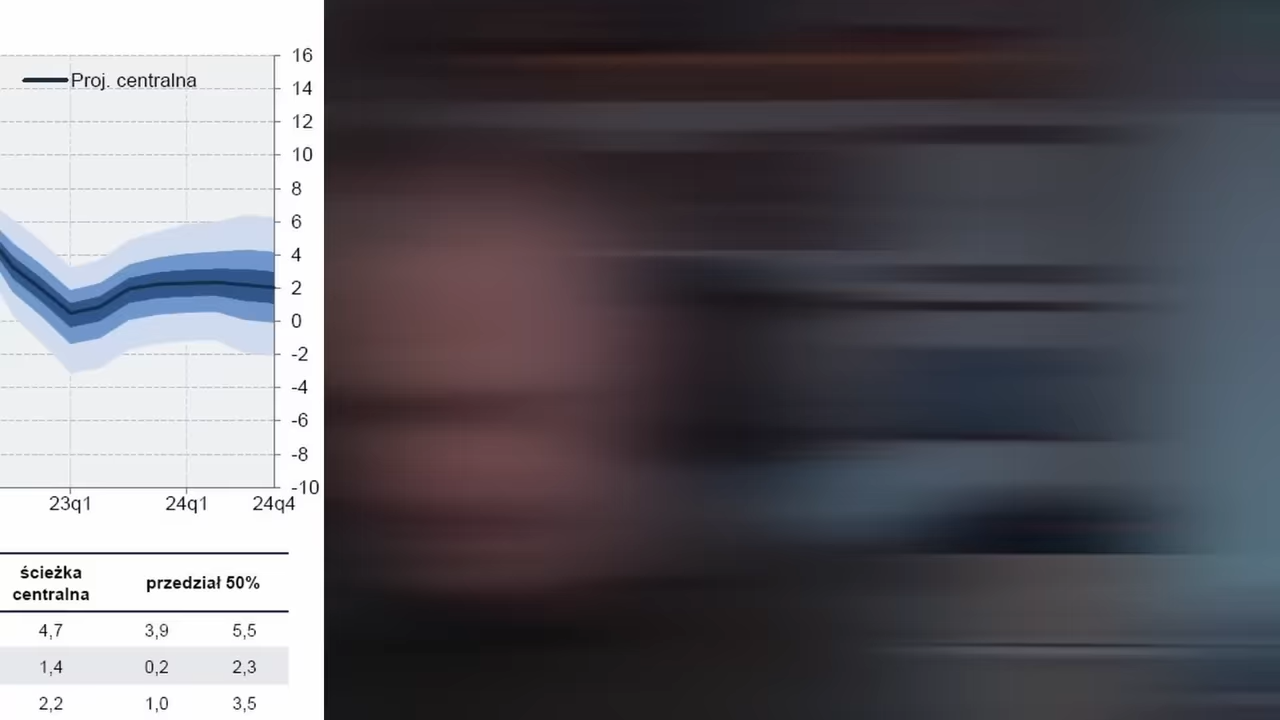 16
Proj. centralna
14
12
10
8
6
4
2
0
-2
-4
-6
-8
-10
23q1 24q1 24q4
ścieżka
centralna
przedział 50%
4,7 3,9 5,5
1,4 0,2 2,3
2,2 1,0 3,5